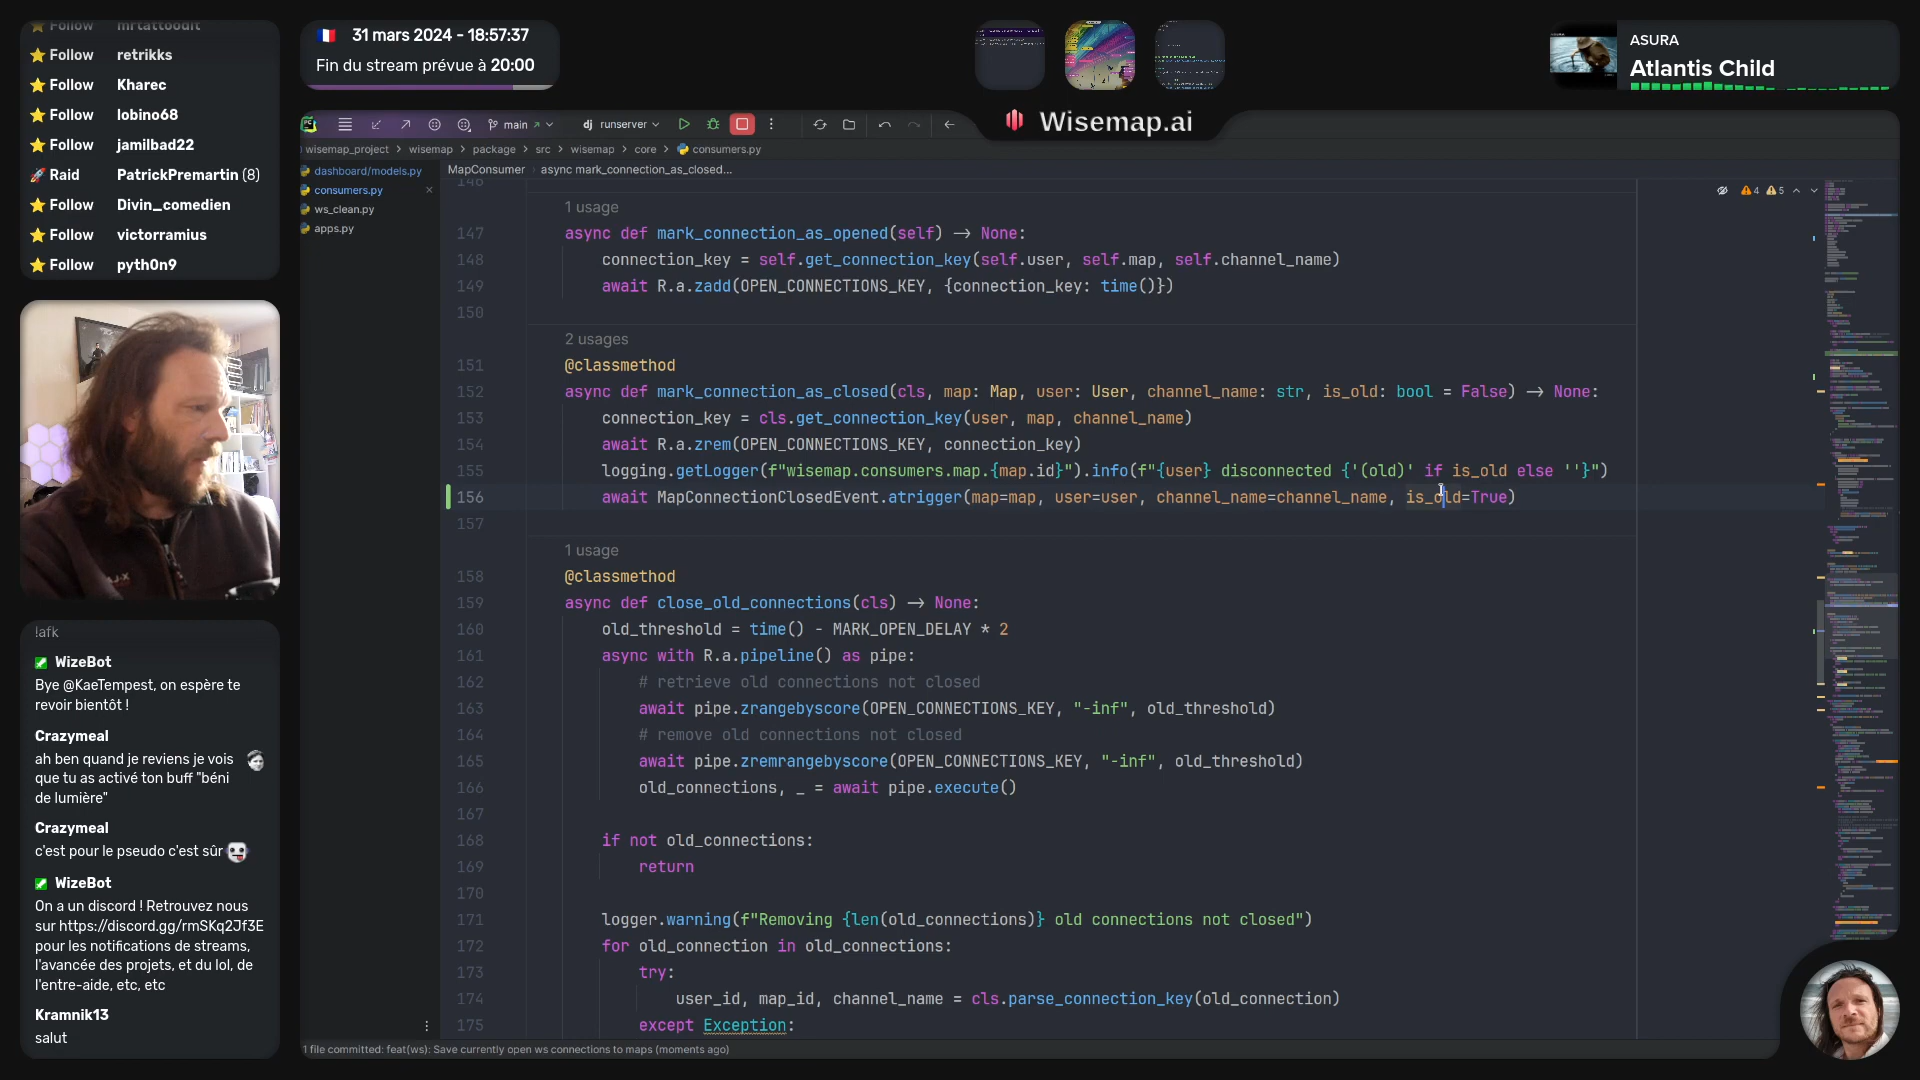 Follow mrtattoodit
Follow retrikks
Follow Kharec
Follow lobino68
Follow jamilbad22
Raid PatrickPremartin (8)
Follow Divin_comedien
Follow victorramius
Follow pyth0n9
31 mars 2024 - 18:57:37
Fin du stream prévue à 20:00
ASURA
Atlantis Child
Wisemap.ai
main
dj runserver
wisemap_project > wisemap > package > src > wisemap > core > consumers.py
dashboard/models.py
consumers.py
ws_clean.py
apps.py
MapConsumer > async mark_connection_as_closed...
4 5
146
1 usage
147 async def mark_connection_as_opened(self) -> None:
148 connection_key = self.get_connection_key(self.user, self.map, self.channel_name)
149 await R.a.zadd(OPEN_CONNECTIONS_KEY, {connection_key: time()})
150
2 usages
151 @classmethod
152 async def mark_connection_as_closed(cls, map: Map, user: User, channel_name: str, is_old: bool = False) -> None:
153 connection_key = cls.get_connection_key(user, map, channel_name)
154 await R.a.zrem(OPEN_CONNECTIONS_KEY, connection_key)
155 logging.getLogger(f"wisemap.consumers.map.{map.id}").info(f"{user} disconnected {'(old)' if is_old else ''}")
156 await MapConnectionClosedEvent.atrigger(map=map, user=user, channel_name=channel_name, is_old=True)
157
1 usage
158 @classmethod
159 async def close_old_connections(cls) -> None:
160 old_threshold = time() - MARK_OPEN_DELAY * 2
161 async with R.a.pipeline() as pipe:
162 # retrieve old connections not closed
163 await pipe.zrangebyscore(OPEN_CONNECTIONS_KEY, "-inf", old_threshold)
164 # remove old connections not closed
165 await pipe.zremrangebyscore(OPEN_CONNECTIONS_KEY, "-inf", old_threshold)
166 old_connections, _ = await pipe.execute()
167
168 if not old_connections:
169 return
170
171 logger.warning(f"Removing {len(old_connections)} old connections not closed")
172 for old_connection in old_connections:
173 try:
174 user_id, map_id, channel_name = cls.parse_connection_key(old_connection)
175 except Exception:
1 file committed: feat(ws): Save currently open ws connections to maps (moments ago)
!afk
WizeBot
Bye @KaeTempest, on espère te
revoir bientôt !
Crazymeal
ah ben quand je reviens je vois
que tu as activé ton buff "béni
de lumière"
Crazymeal
c'est pour le pseudo c'est sûr
WizeBot
On a un discord ! Retrouvez nous
sur https://discord.gg/rmSKq2Jf3E
pour les notifications de streams,
l'avancée des projets, et du lol, de
l'entre-aide, etc, etc
Kramnik13
salut